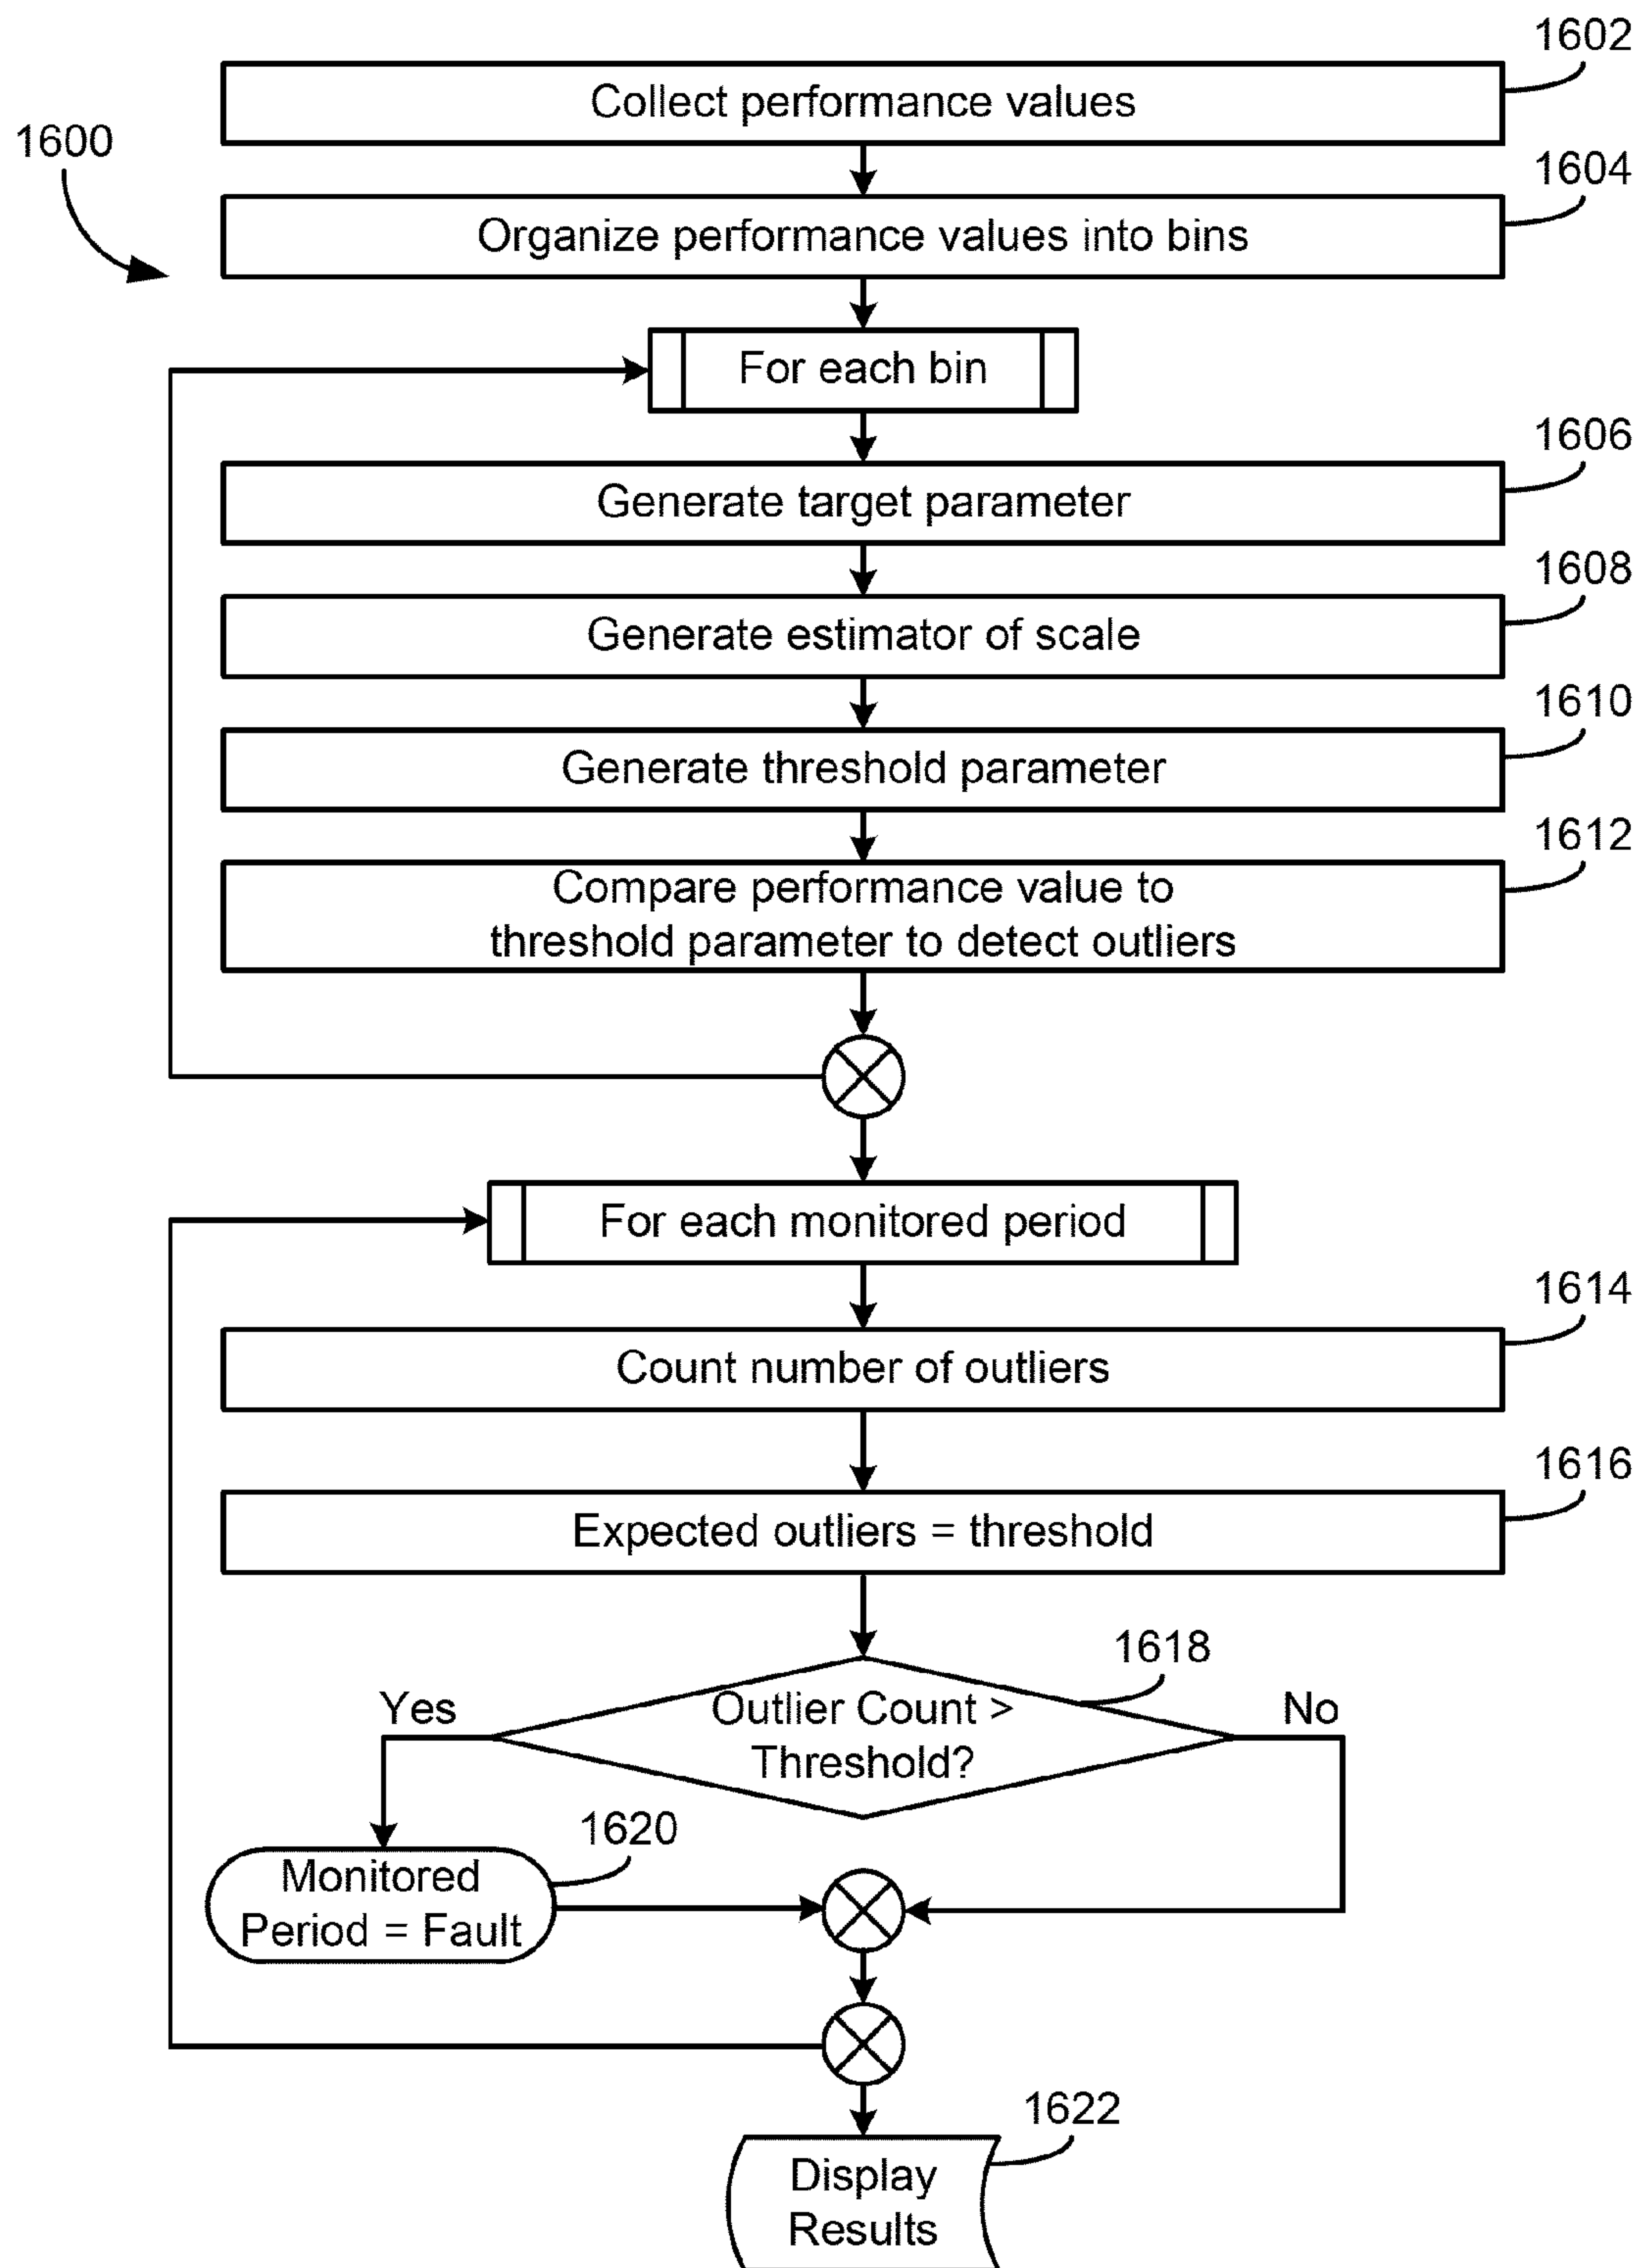 1602
Collect performance values
1600
1604
Organize performance values into bins
For each bin
1606
Generate target parameter
1608
Generate estimator of scale
1610
Generate threshold parameter
1612
Compare performance value to
threshold parameter to detect outliers
For each monitored period
1614
Count number of outliers
1616
Expected outliers = threshold
1618
Yes
Outlier Count >
Threshold?
No
1620
Monitored
Period = Fault
1622
Display
Results